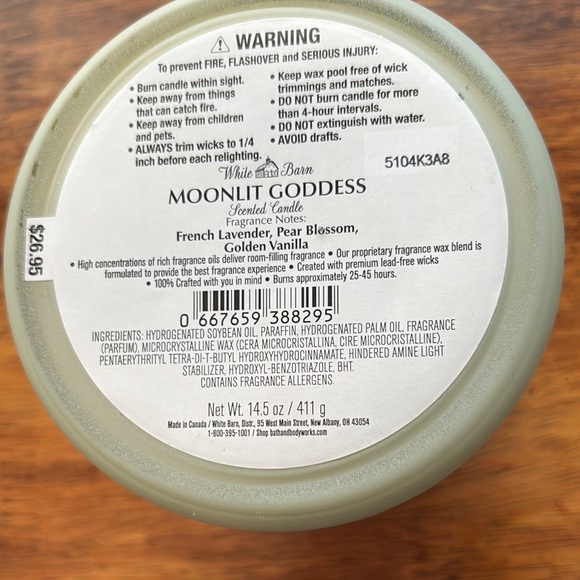 ⚠ WARNING
To prevent FIRE, FLASHOVER and SERIOUS INJURY:
• Burn candle within sight.
• Keep away from things
that can catch fire.
• Keep away from children
and pets.
• ALWAYS trim wicks to 1/4
inch before each relighting.
• Keep wax pool free of wick
trimmings and matches.
• DO NOT burn candle for more
than 4-hour intervals.
• DO NOT extinguish with water.
• AVOID drafts.
5104K3A8
White Barn
MOONLIT GODDESS
Scented Candle
Fragrance Notes:
French Lavender, Pear Blossom,
Golden Vanilla
• High concentrations of rich fragrance oils deliver room-filling fragrance • Our proprietary fragrance wax blend is
formulated to provide the best fragrance experience • Created with premium lead-free wicks
• 100% Crafted with you in mind • Burns approximately 25-45 hours.
0 667659 388295
INGREDIENTS: HYDROGENATED SOYBEAN OIL, PARAFFIN, HYDROGENATED PALM OIL, FRAGRANCE
(PARFUM), MICROCRYSTALLINE WAX (CERA MICROCRISTALLINA, CIRE MICROCRISTALLINE),
PENTAERYTHRITYL TETRA-DI-T-BUTYL HYDROXYHYDROCINNAMATE, HINDERED AMINE LIGHT
STABILIZER, HYDROXYL-BENZOTRIAZOLE, BHT.
CONTAINS FRAGRANCE ALLERGENS.
Net Wt. 14.5 oz / 411 g
Made in Canada / White Barn, Distr., 95 West Main Street, New Albany, OH 43054
1-800-395-1001 / Shop bathandbodyworks.com
$26.95